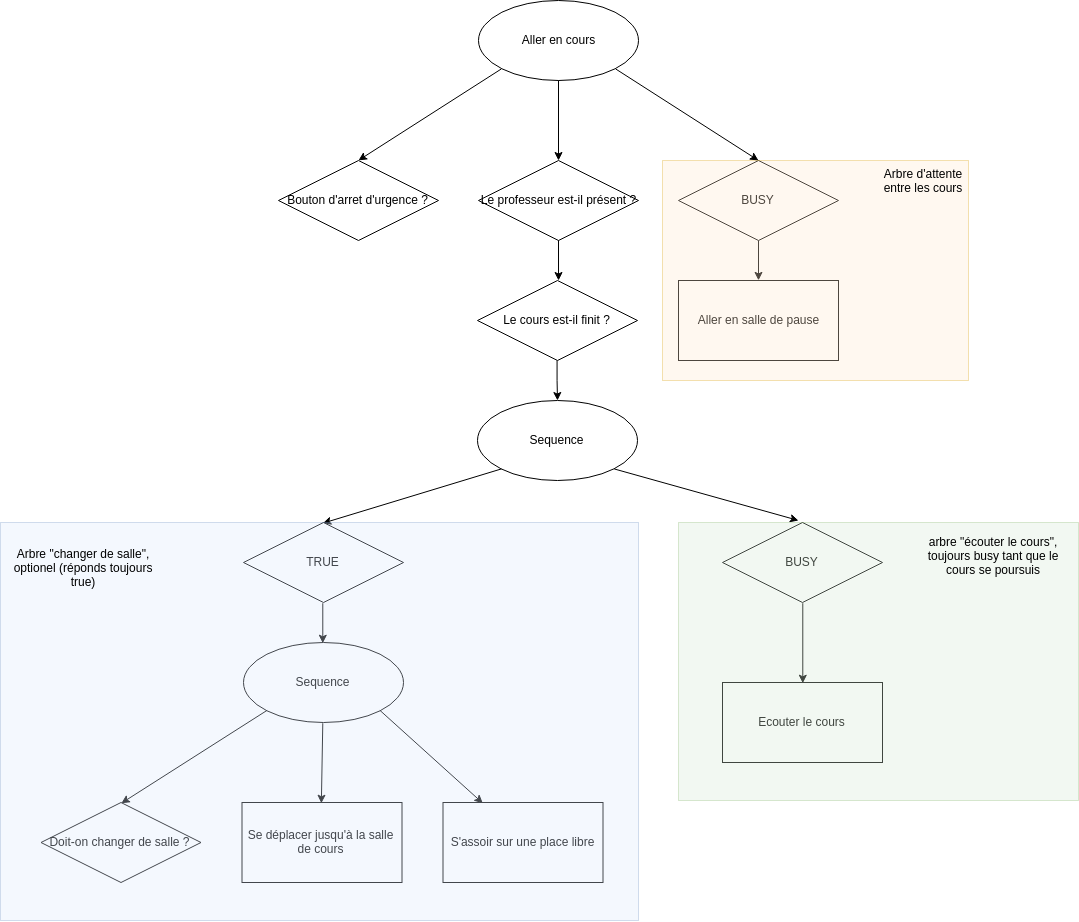 Aller en cours
Bouton d'arret d'urgence ?
Le professeur est-il présent ?
BUSY
Arbre d'attente
entre les cours
Le cours est-il finit ?
Aller en salle de pause
Sequence
Arbre "changer de salle",
optionel (réponds toujours
true)
TRUE
BUSY
arbre "écouter le cours",
toujours busy tant que le
cours se poursuis
Sequence
Ecouter le cours
Doit-on changer de salle ?
Se déplacer jusqu'à la salle
de cours
S'assoir sur une place libre